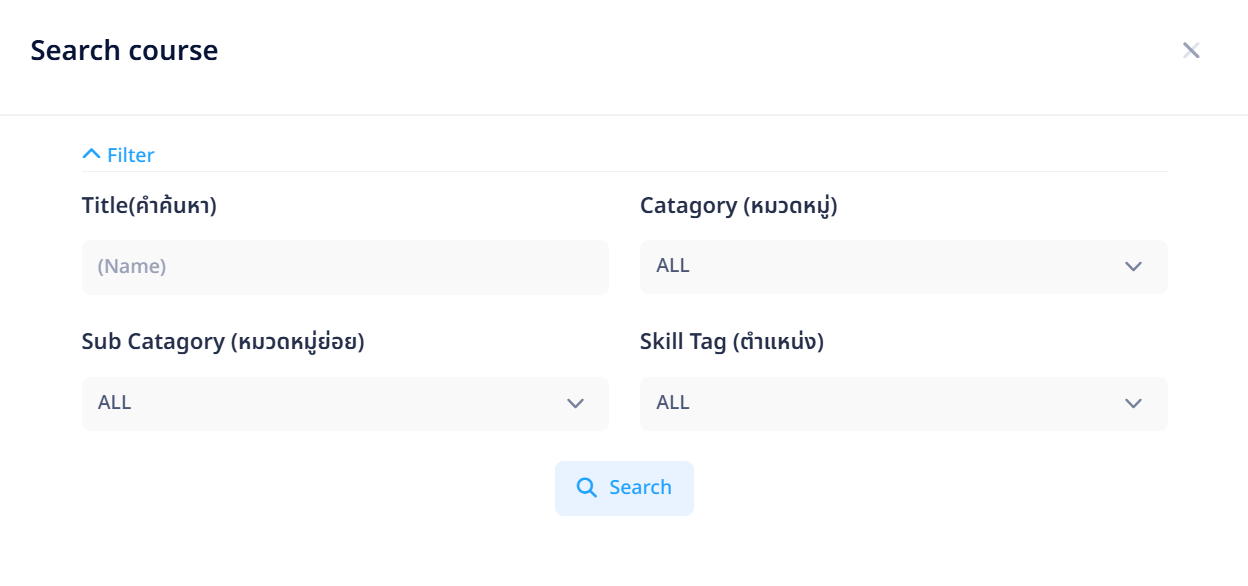 Search course
Filter
Title(คำค้นหา)
Catagory (หมวดหมู่)
(Name)
ALL
Sub Catagory (หมวดหมู่ย่อย)
Skill Tag (ตำแหน่ง)
ALL
ALL
Search